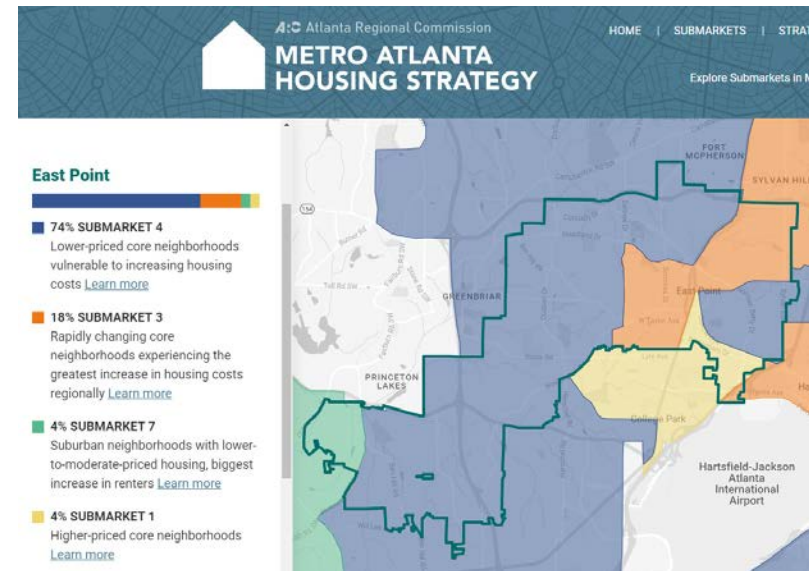 A:C Atlanta Regional Commission
METRO ATLANTA
HOUSING STRATEGY
HOME | SUBMARKETS | STRAT
Explore Submarkets in M
East Point
74% SUBMARKET 4
Lower-priced core neighborhoods
vulnerable to increasing housing
costs Learn more
18% SUBMARKET 3
Rapidly changing core
neighborhoods experiencing the
greatest increase in housing costs
regionally Learn more
4% SUBMARKET 7
Suburban neighborhoods with lower-
to-moderate-priced housing, biggest
increase in renters Learn more
4% SUBMARKET 1
Higher-priced core neighborhoods
Learn more
FORT
MCPHERSON
SYLVAN HIL
154
GREENBRIAR
East Point
PRINCETON
LAKES
College Park
Hartsfield-Jackson
Atlanta
International
Airport
Ha